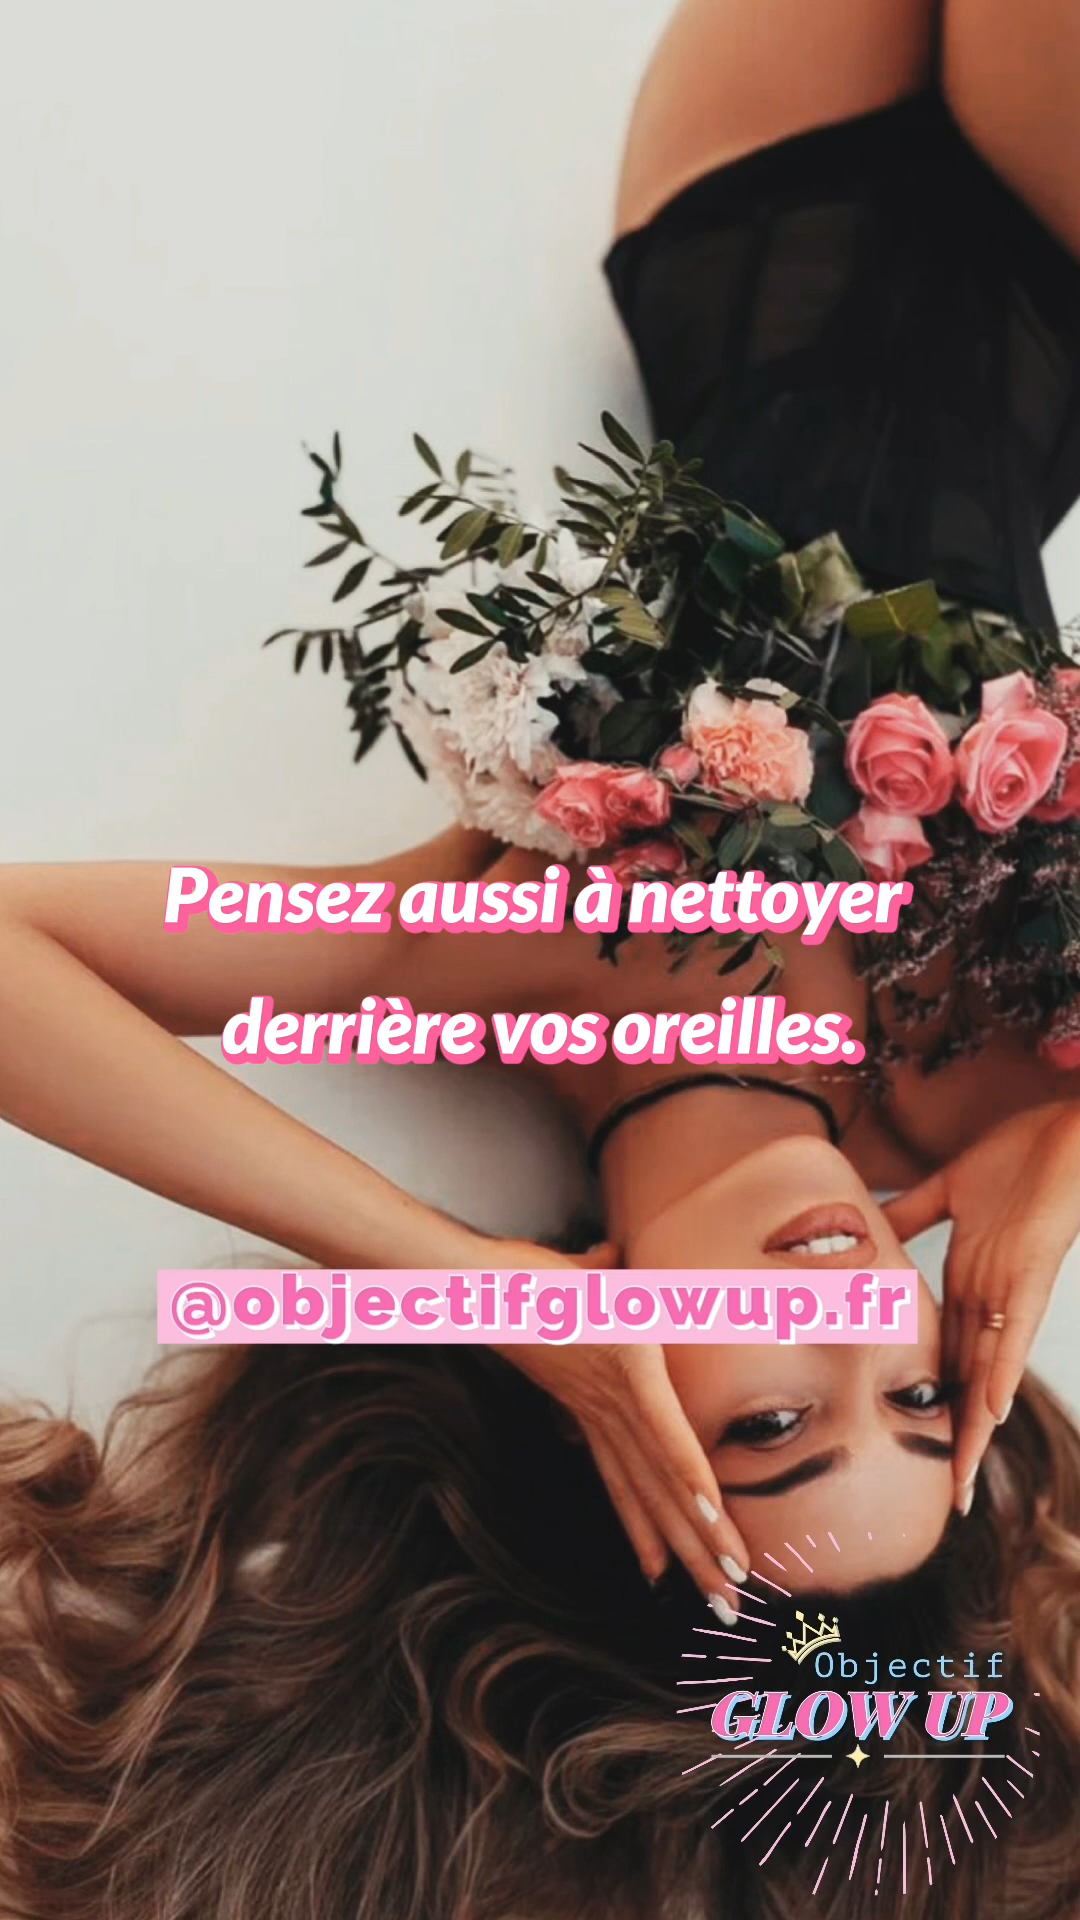 Pensez aussi à nettoyer
derrière vos oreilles.
@objectifglowup.fr
Objectif
GLOW UP